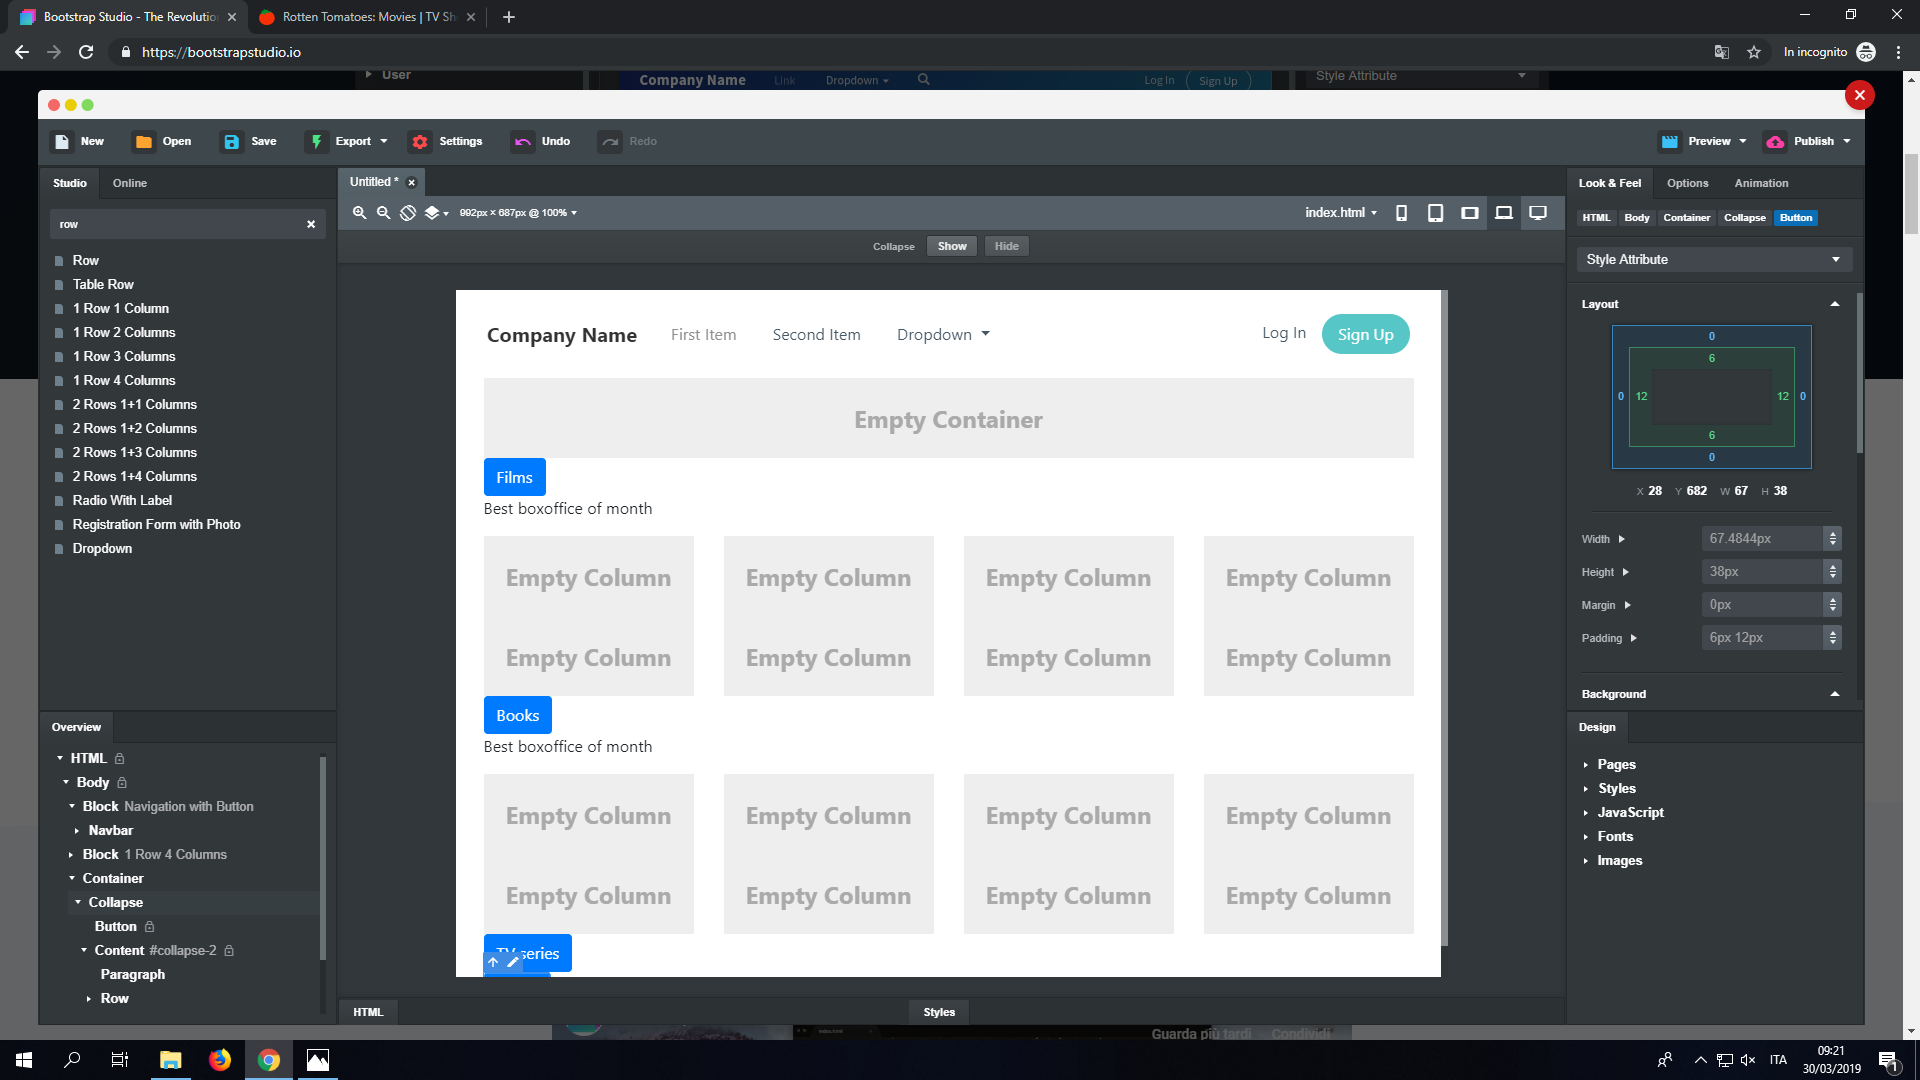 Bootstrap Studio - The Revolutio
Rotten Tomatoes: Movies | TV Sh
https://bootstrapstudio.io
In incognito
User
Company Name
Link
Dropdown
Log In
Sign Up
Style Attribute
New
Open
Save
Export
Settings
Undo
Redo
Preview
Publish
Studio
Online
Untitled *
Look & Feel
Options
Animation
row
992px × 687px @ 100%
index.html
HTML
Body
Container
Collapse
Button
Collapse
Show
Hide
Style Attribute
Row
Table Row
1 Row 1 Column
1 Row 2 Columns
1 Row 3 Columns
1 Row 4 Columns
2 Rows 1+1 Columns
2 Rows 1+2 Columns
2 Rows 1+3 Columns
2 Rows 1+4 Columns
Radio With Label
Registration Form with Photo
Dropdown
Company Name
First Item
Second Item
Dropdown
Log In
Sign Up
Empty Container
Films
Best boxoffice of month
Empty Column Empty Column Empty Column Empty Column
Empty Column Empty Column Empty Column Empty Column
Books
Best boxoffice of month
Empty Column Empty Column Empty Column Empty Column
Empty Column Empty Column Empty Column Empty Column
TV series
Layout
0
6
0 12 12 0
6
0
X 28 Y 682 W 67 H 38
Width 67.4844px
Height 38px
Margin 0px
Padding 6px 12px
Background
Overview
HTML
Body
Block Navigation with Button
Navbar
Block 1 Row 4 Columns
Container
Collapse
Button
Content #collapse-2
Paragraph
Row
Design
Pages
Styles
JavaScript
Fonts
Images
HTML
Styles
Guarda più tardi
Condividi
ITA
09:21
30/03/2019
1